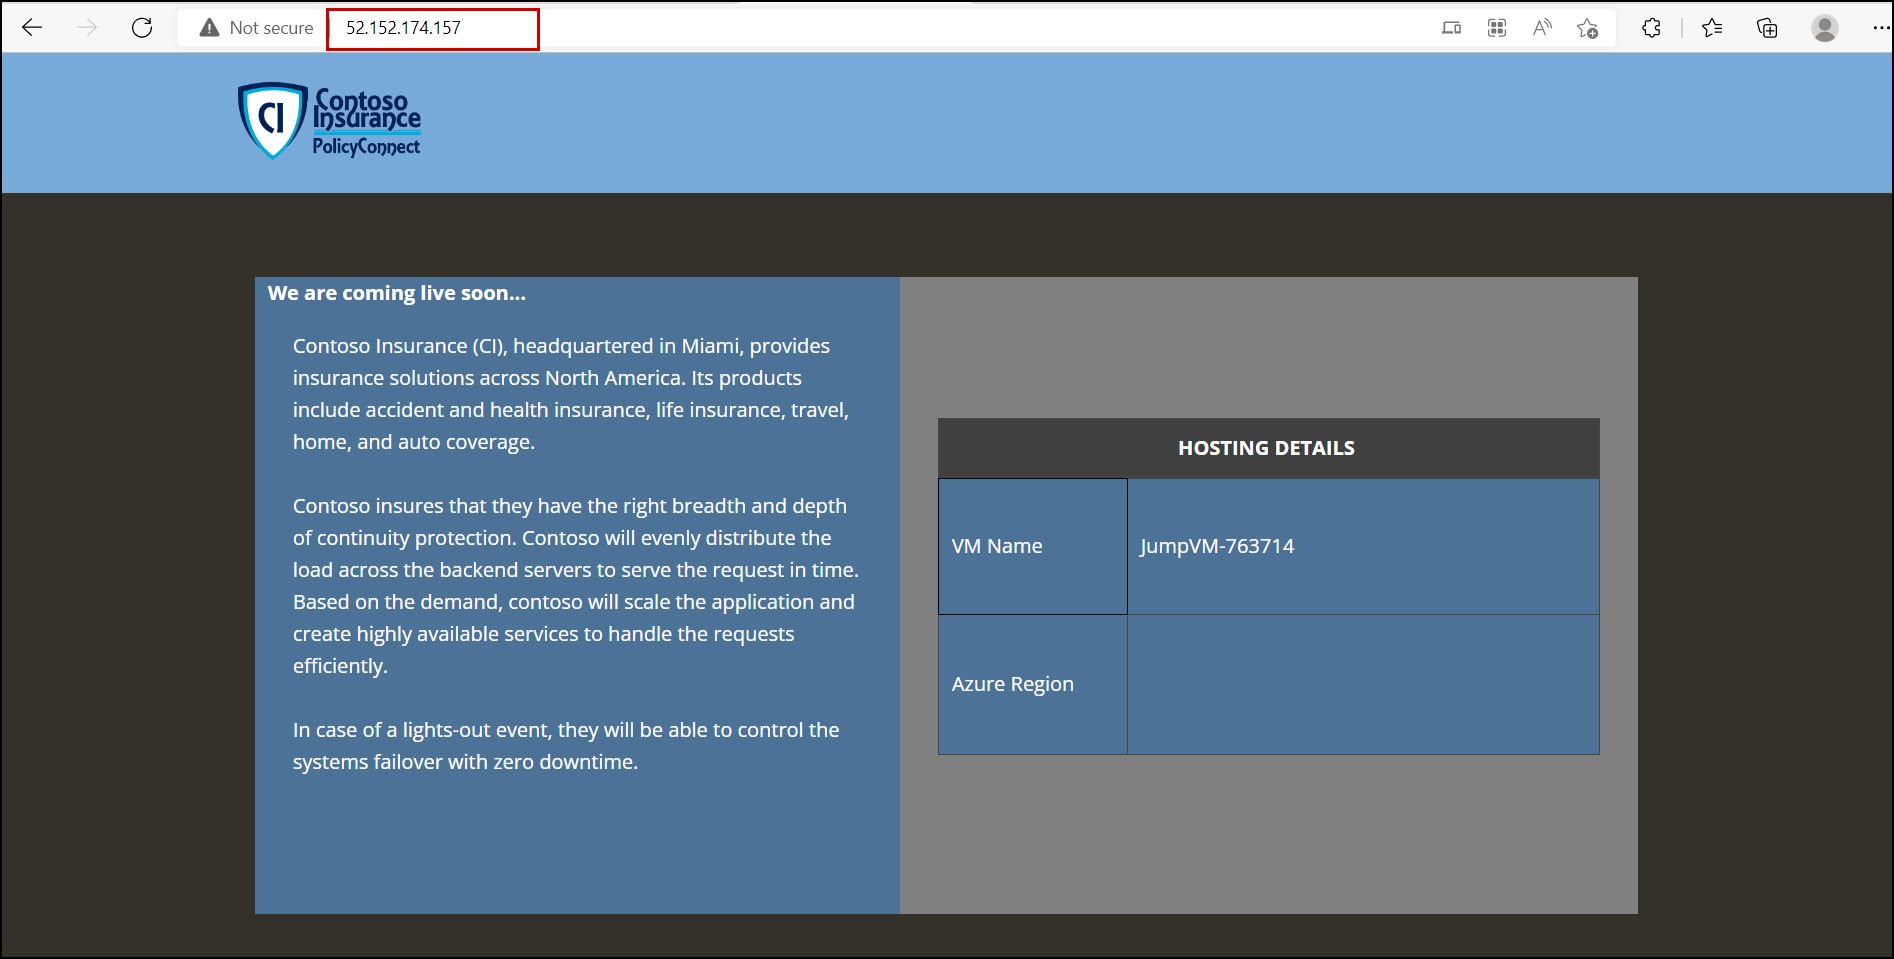 Not secure
52.152.174.157
CI
Contoso
Insurance
PolicyConnect
We are coming live soon...
Contoso Insurance (CI), headquartered in Miami, provides
insurance solutions across North America. Its products
include accident and health insurance, life insurance, travel,
home, and auto coverage.
Contoso insures that they have the right breadth and depth
of continuity protection. Contoso will evenly distribute the
load across the backend servers to serve the request in time.
Based on the demand, contoso will scale the application and
create highly available services to handle the requests
efficiently.
In case of a lights-out event, they will be able to control the
systems failover with zero downtime.
HOSTING DETAILS
VM Name JumpVM-763714
Azure Region